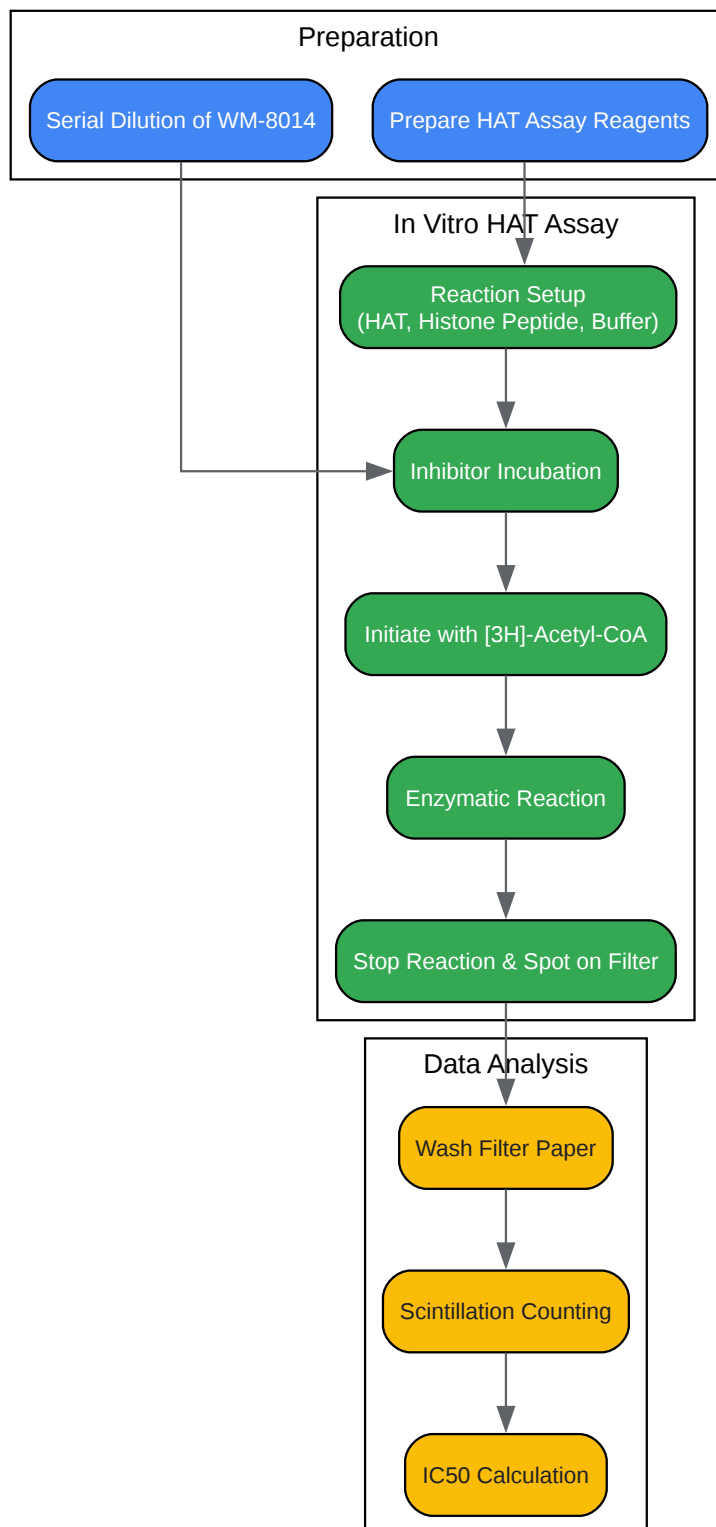 Preparation
Serial Dilution of WM-8014
Prepare HAT Assay Reagents
In Vitro HAT Assay
Reaction Setup
(HAT, Histone Peptide, Buffer)
Inhibitor Incubation
Initiate with [3H]-Acetyl-CoA
Enzymatic Reaction
Stop Reaction & Spot on Filter
Data Analysis
Wash Filter Paper
Scintillation Counting
IC50 Calculation